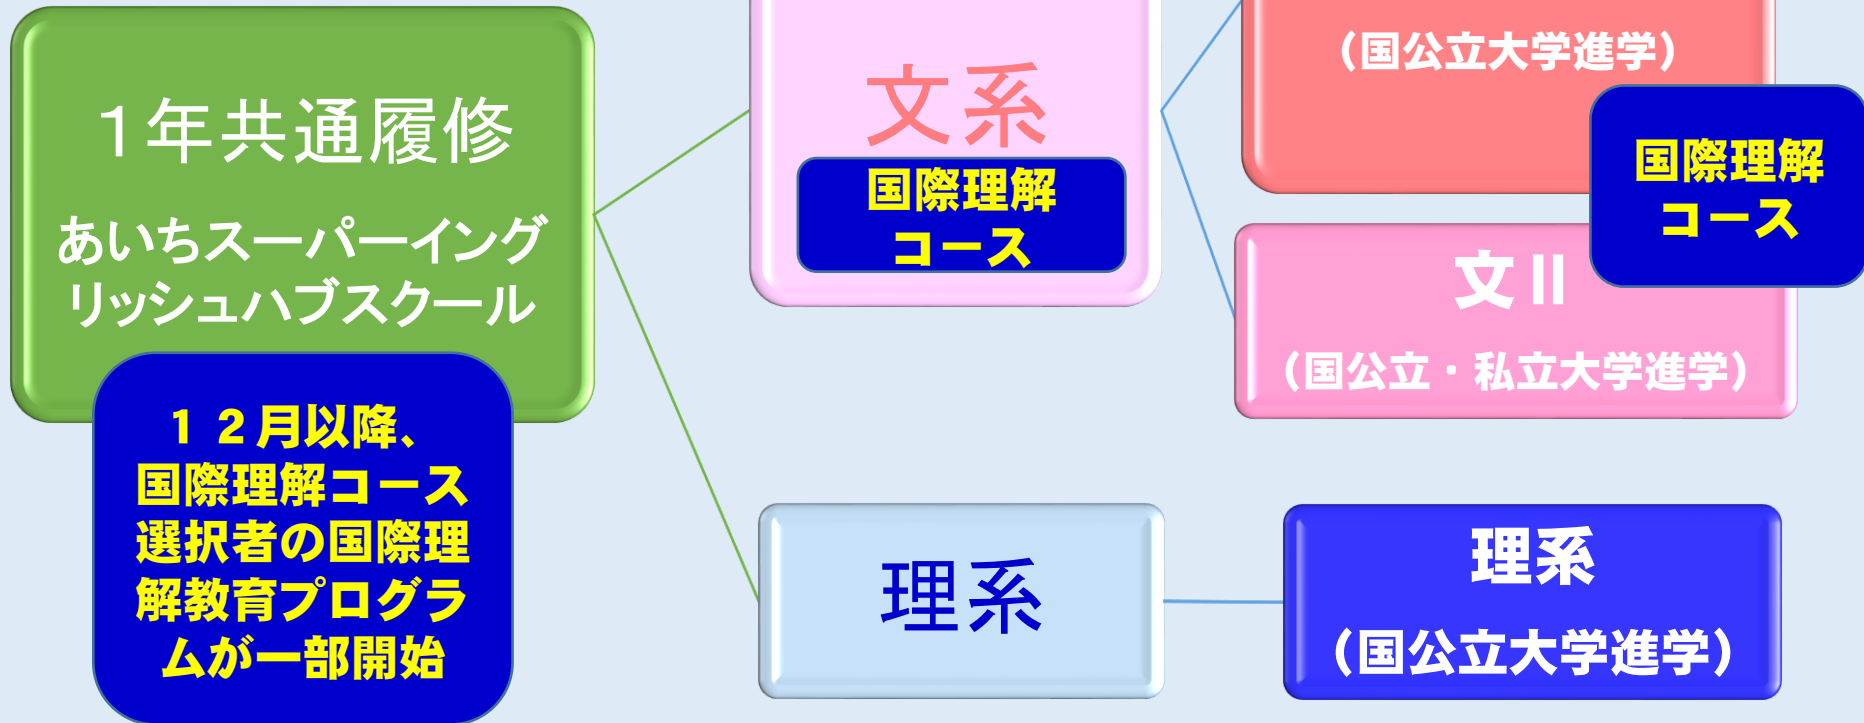 １年共通履修
あいちスーパーイング
リッシュハブスクール
１２月以降、
国際理解コース
選択者の国際理
解教育プログラ
ムが一部開始
文系
国際理解
コース
（国公立大学進学）
国際理解
コース
文Ⅱ
（国公立・私立大学進学）
理系
理系
（国公立大学進学）